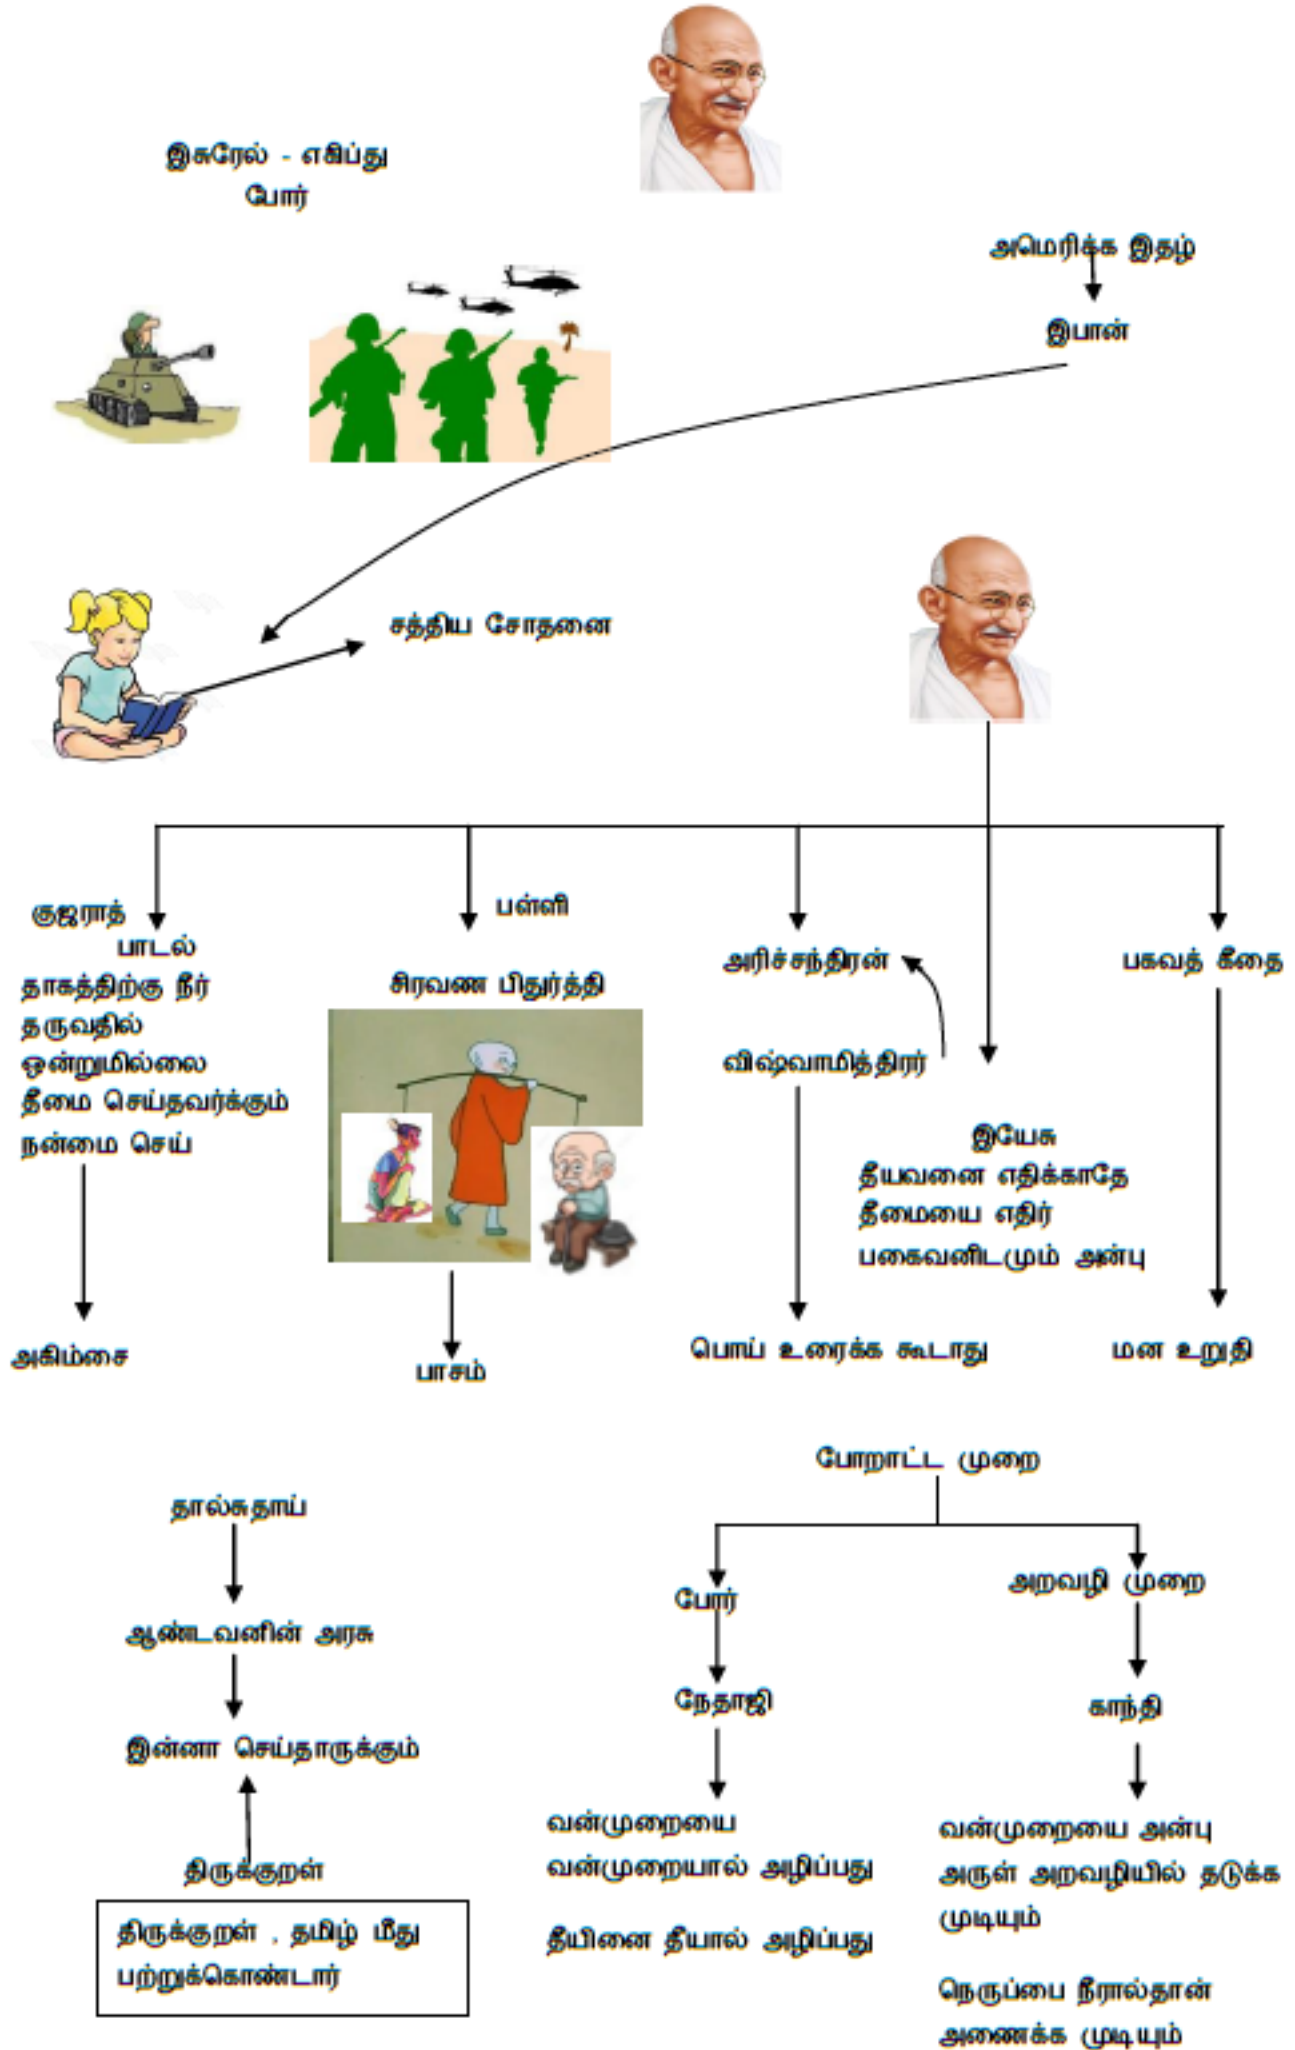 இசுரேல் - எகிப்து
போர்
அமெரிக்க இதழ்
இபான்
சத்திய சோதனை
குஜராத்
பாடல்
தாகத்திற்கு நீர்
தருவதில்
ஒன்றுமில்லை
தீமை செய்தவர்க்கும்
நன்மை செய்
அகிம்சை
பள்ளி
சிரவண பிதுர்த்தி
பாசம்
அரிச்சந்திரன்
விஷ்வாமித்திரர்
பொய் உரைக்க கூடாது
இயேசு
தீயவனை எதிக்காதே
தீமையை எதிர்
பகைவனிடமும் அன்பு
பகவத் கீதை
மன உறுதி
தால்சுதாய்
ஆண்டவனின் அரசு
இன்னா செய்தாருக்கும்
திருக்குறள்
திருக்குறள் , தமிழ் மீது
பற்றுக்கொண்டார்
போறாட்ட முறை
போர்
நேதாஜி
வன்முறையை
வன்முறையால் அழிப்பது
தீயினை தீயால் அழிப்பது
அறவழி முறை
காந்தி
வன்முறையை அன்பு
அருள் அறவழியில் தடுக்க
முடியும்
நெருப்பை நீரால்தான்
அணைக்க முடியும்